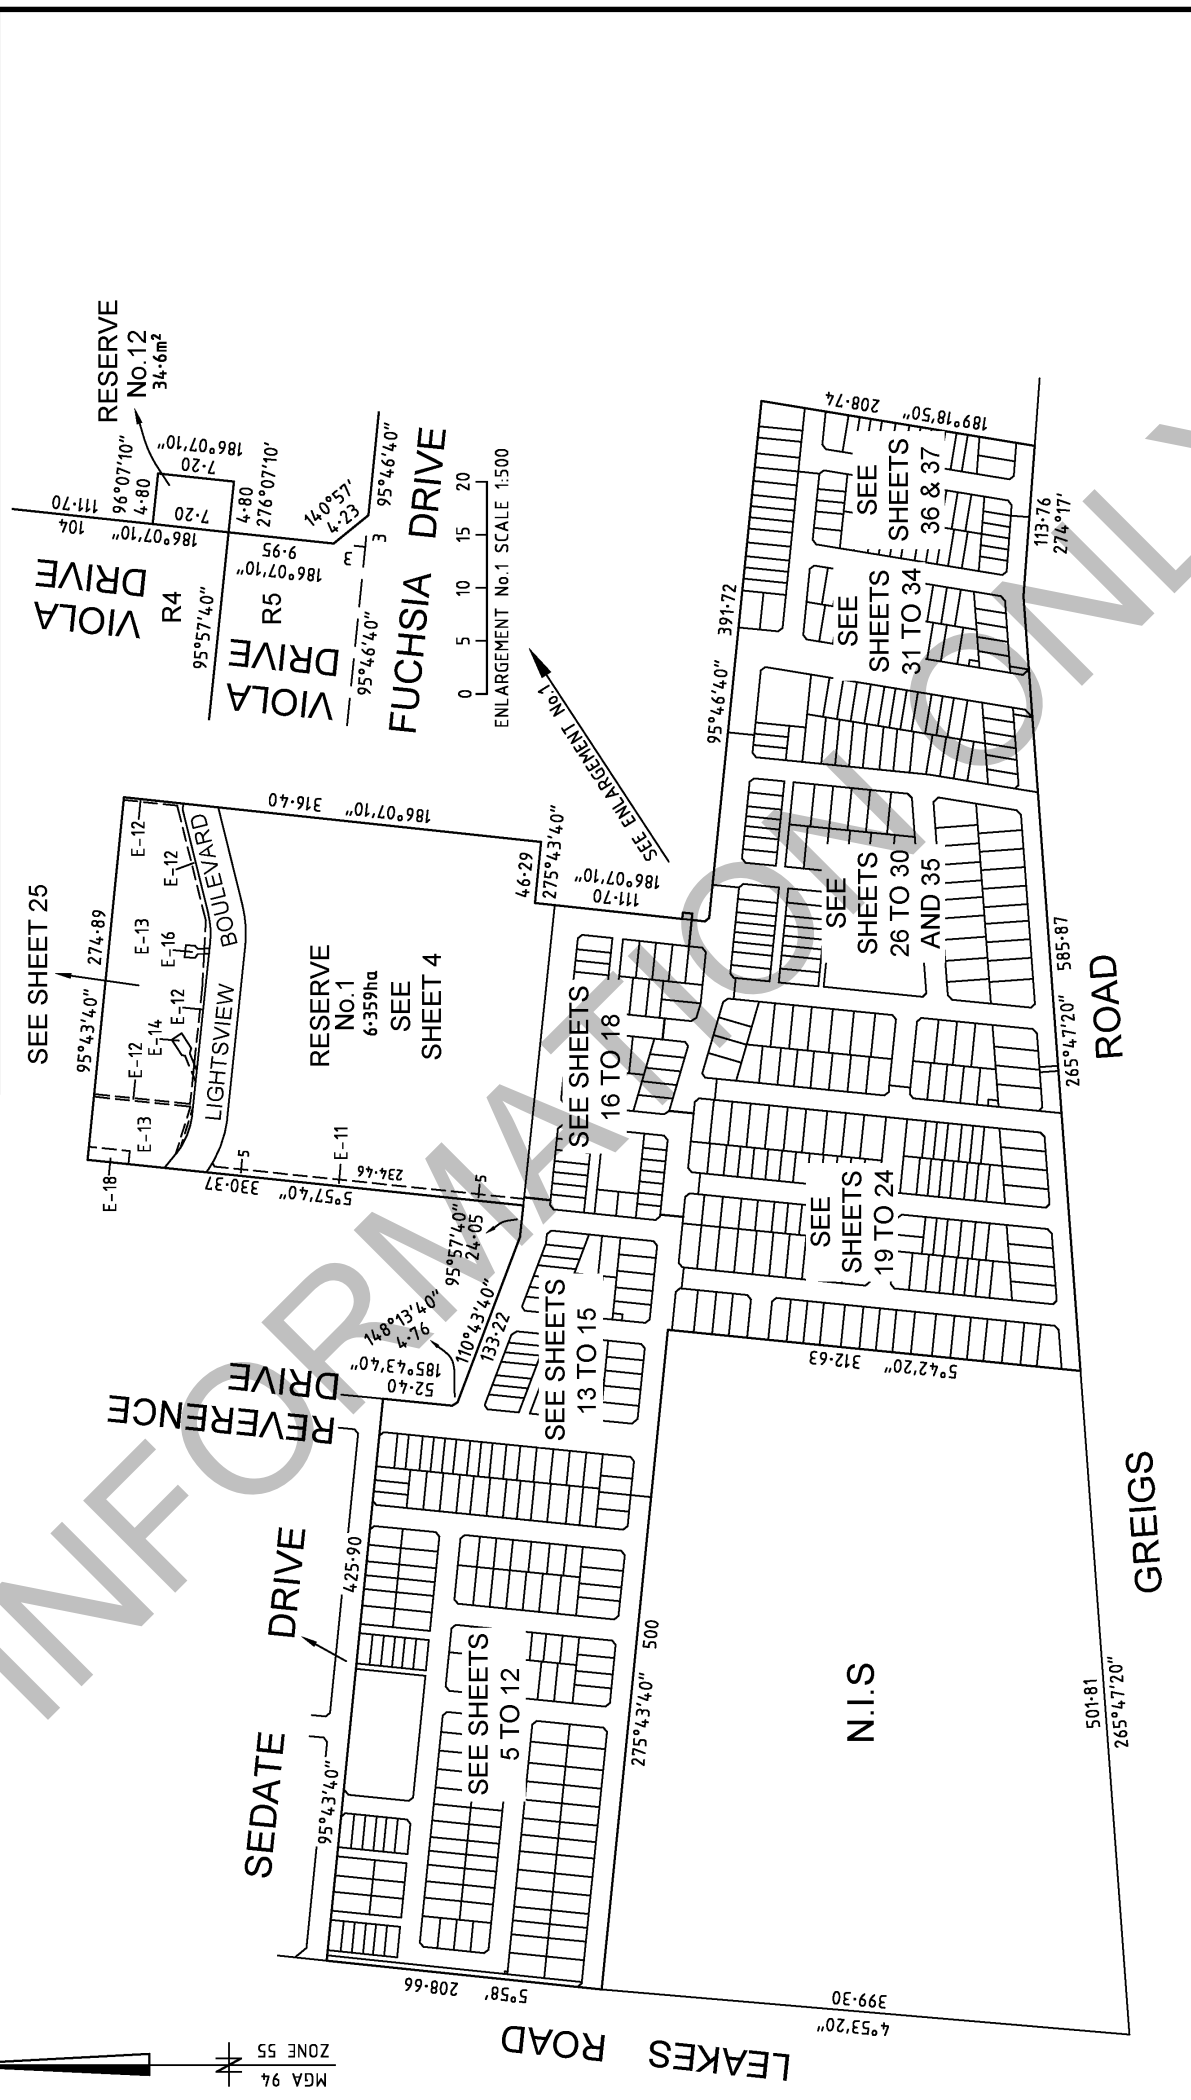 RESERVE
No.12
34·6m²
96°07'10"
4·80
186°07'10"
7·20
7·20
4·80
276°07'10'
111·70
104
186°07'10"
VIOLA
DRIVE
R4
95°57'40"
R5
9·95
186°07'10"
VIOLA
DRIVE
140°57'
4·23
95°46'40"
3
3
95°46'40"
FUCHSIA DRIVE
0 5 10 15 20
ENLARGEMENT No.1 SCALE 1:500
SEE ENLARGEMENT No.1
SEE SHEET 25
95°43'40"
274·89
E-12
E-12
E-13
E-16
E-12
E-14
E-12
E-13
E-18
LIGHTSVIEW BOULEVARD
316·40
186°07'10"
RESERVE
No.1
6·359ha
SEE
SHEET 4
5
E-11
234·46
5
330·37
5°57'40"
46·29
275°43'40"
111·70
186°07'10"
95°57'40"
24·05
110°43'40"
133·22
148°13'40"
4·76
185°43'40"
52·40
REVERENCE
DRIVE
SEDATE DRIVE
95°43'40"
425·90
SEE SHEETS
5 TO 12
SEE SHEETS
13 TO 15
SEE SHEETS
16 TO 18
SEE
SHEETS
19 TO 24
SEE
SHEETS
26 TO 30
AND 35
SEE
SHEETS
31 TO 34
SEE
SHEETS
36 & 37
95°46'40"
391·72
208·74
189°18'50"
113·76
274°17'
265°47'20"
585·87
312·63
5°42'20"
275°43'40"
500
N.I.S
501·81
265°47'20"
GREIGS ROAD
399·30
4°53'20"
208·66
5°58'
LEAKES ROAD
MGA 94
ZONE 55
INFORMATION ONLY